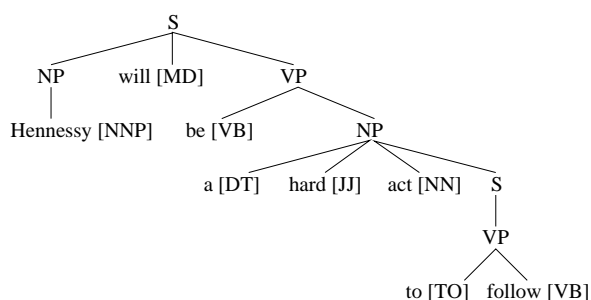 S
NP will [MD] VP
Hennessy [NNP] be [VB] NP
a [DT] hard [JJ] act [NN] S
VP
to [TO] follow [VB]